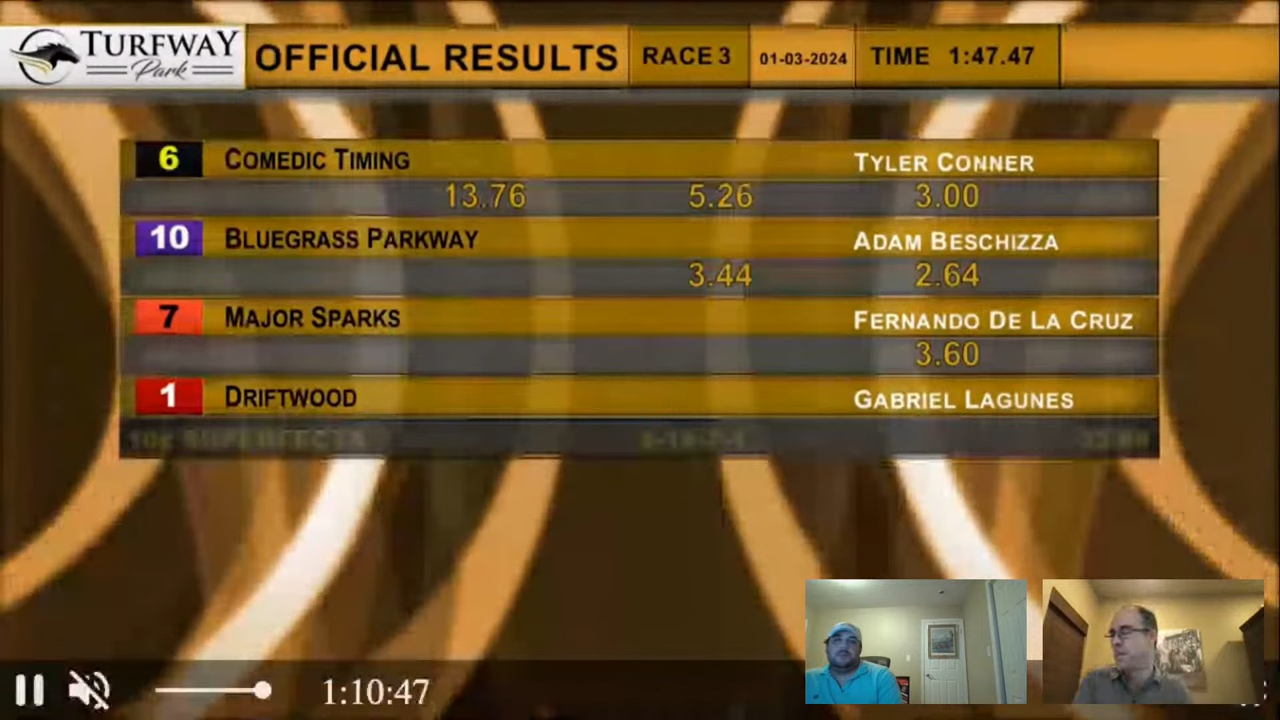 TURFWAY Park OFFICIAL RESULTS RACE 3 01-03-2024 TIME 1:47.47
6 COMEDIC TIMING TYLER CONNER
13.76 5.26 3.00
10 BLUEGRASS PARKWAY ADAM BESCHIZZA
3.44 2.64
7 MAJOR SPARKS FERNANDO DE LA CRUZ
3.60
1 DRIFTWOOD GABRIEL LAGUNES
SUPERFECTA
1:10:47